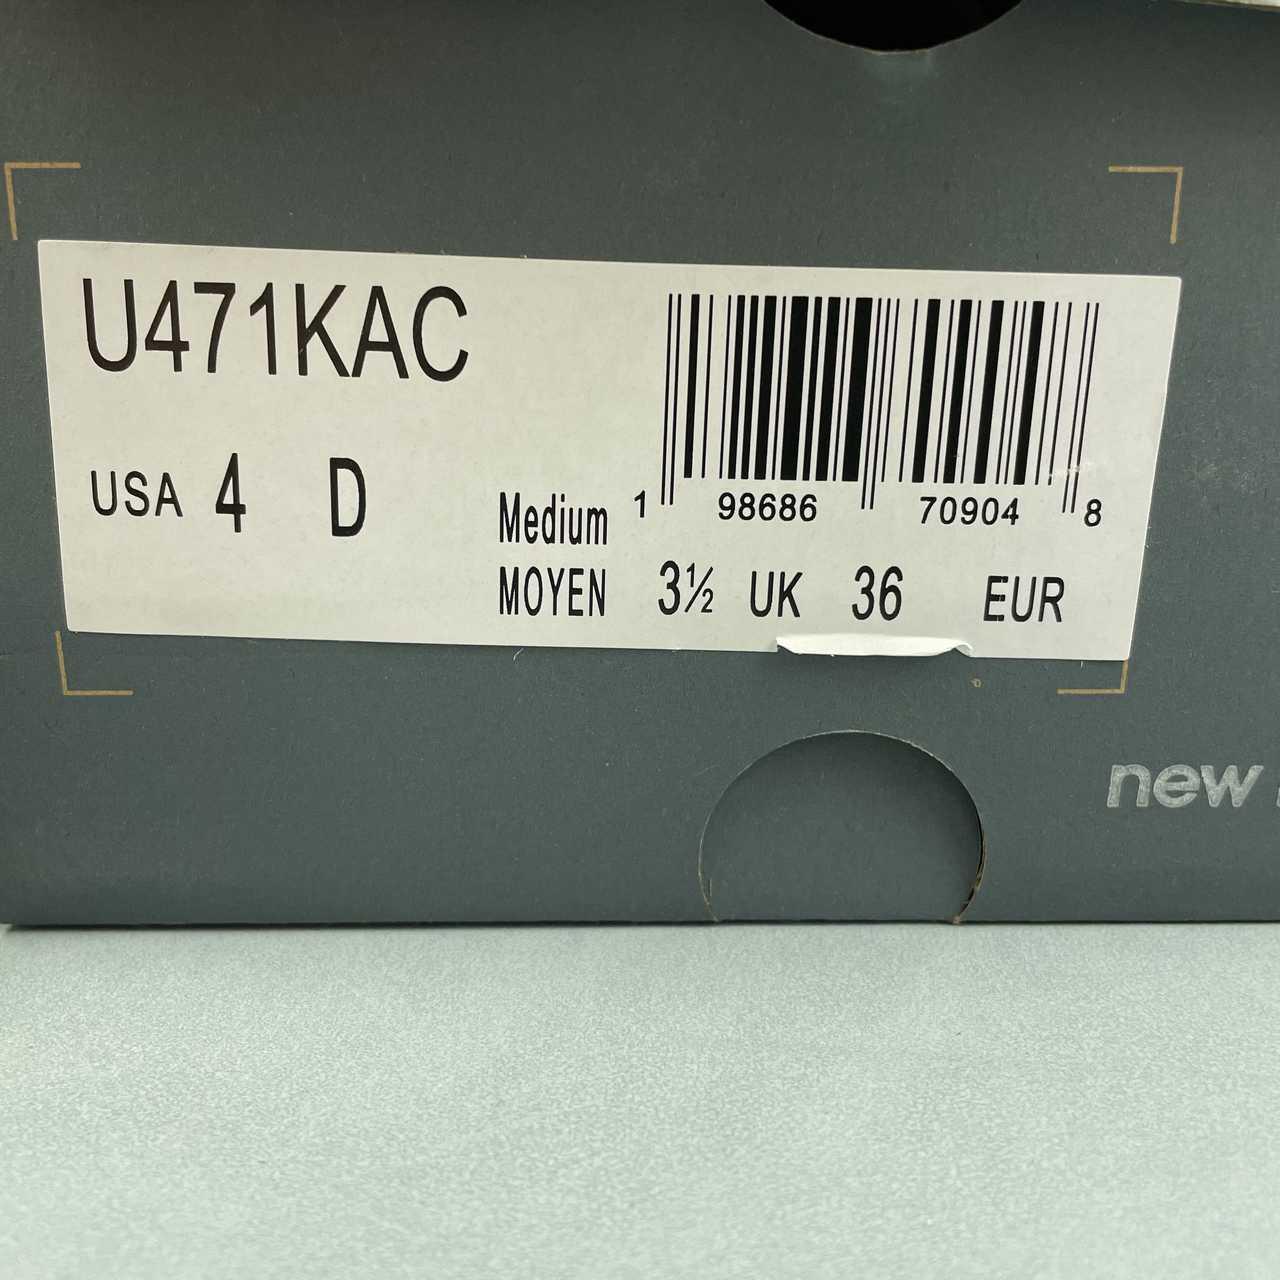 U471KAC
USA 4 D
Medium
MOYEN
1 98686 70904 8
3½ UK 36 EUR
new